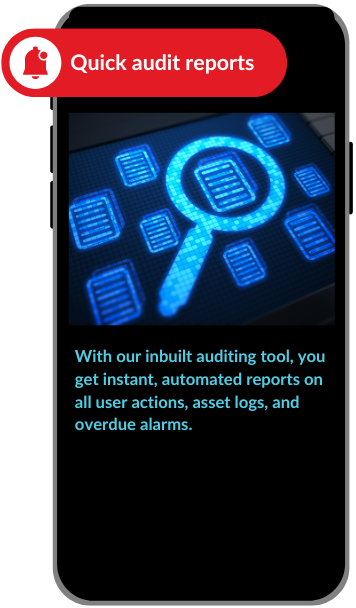 Quick audit reports
With our inbuilt auditing tool, you
get instant, automated reports on
all user actions, asset logs, and
overdue alarms.